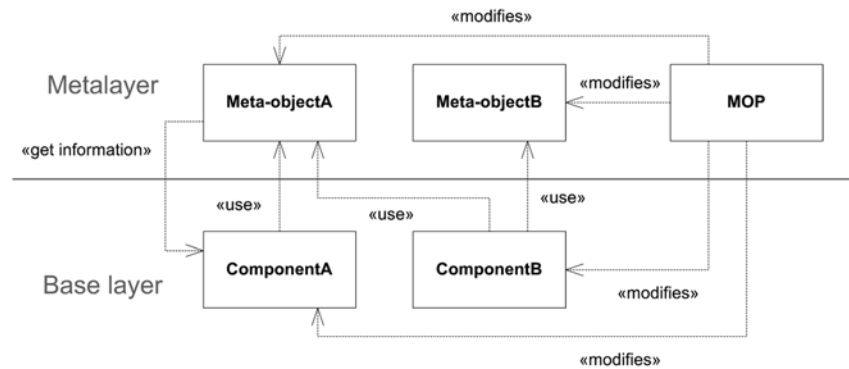 «modifies»
Metalayer
Meta-objectA
Meta-objectB
«modifies»
MOP
«get information»
«use»
«use»
«use»
Base layer
ComponentA
ComponentB
«modifies»
«modifies»